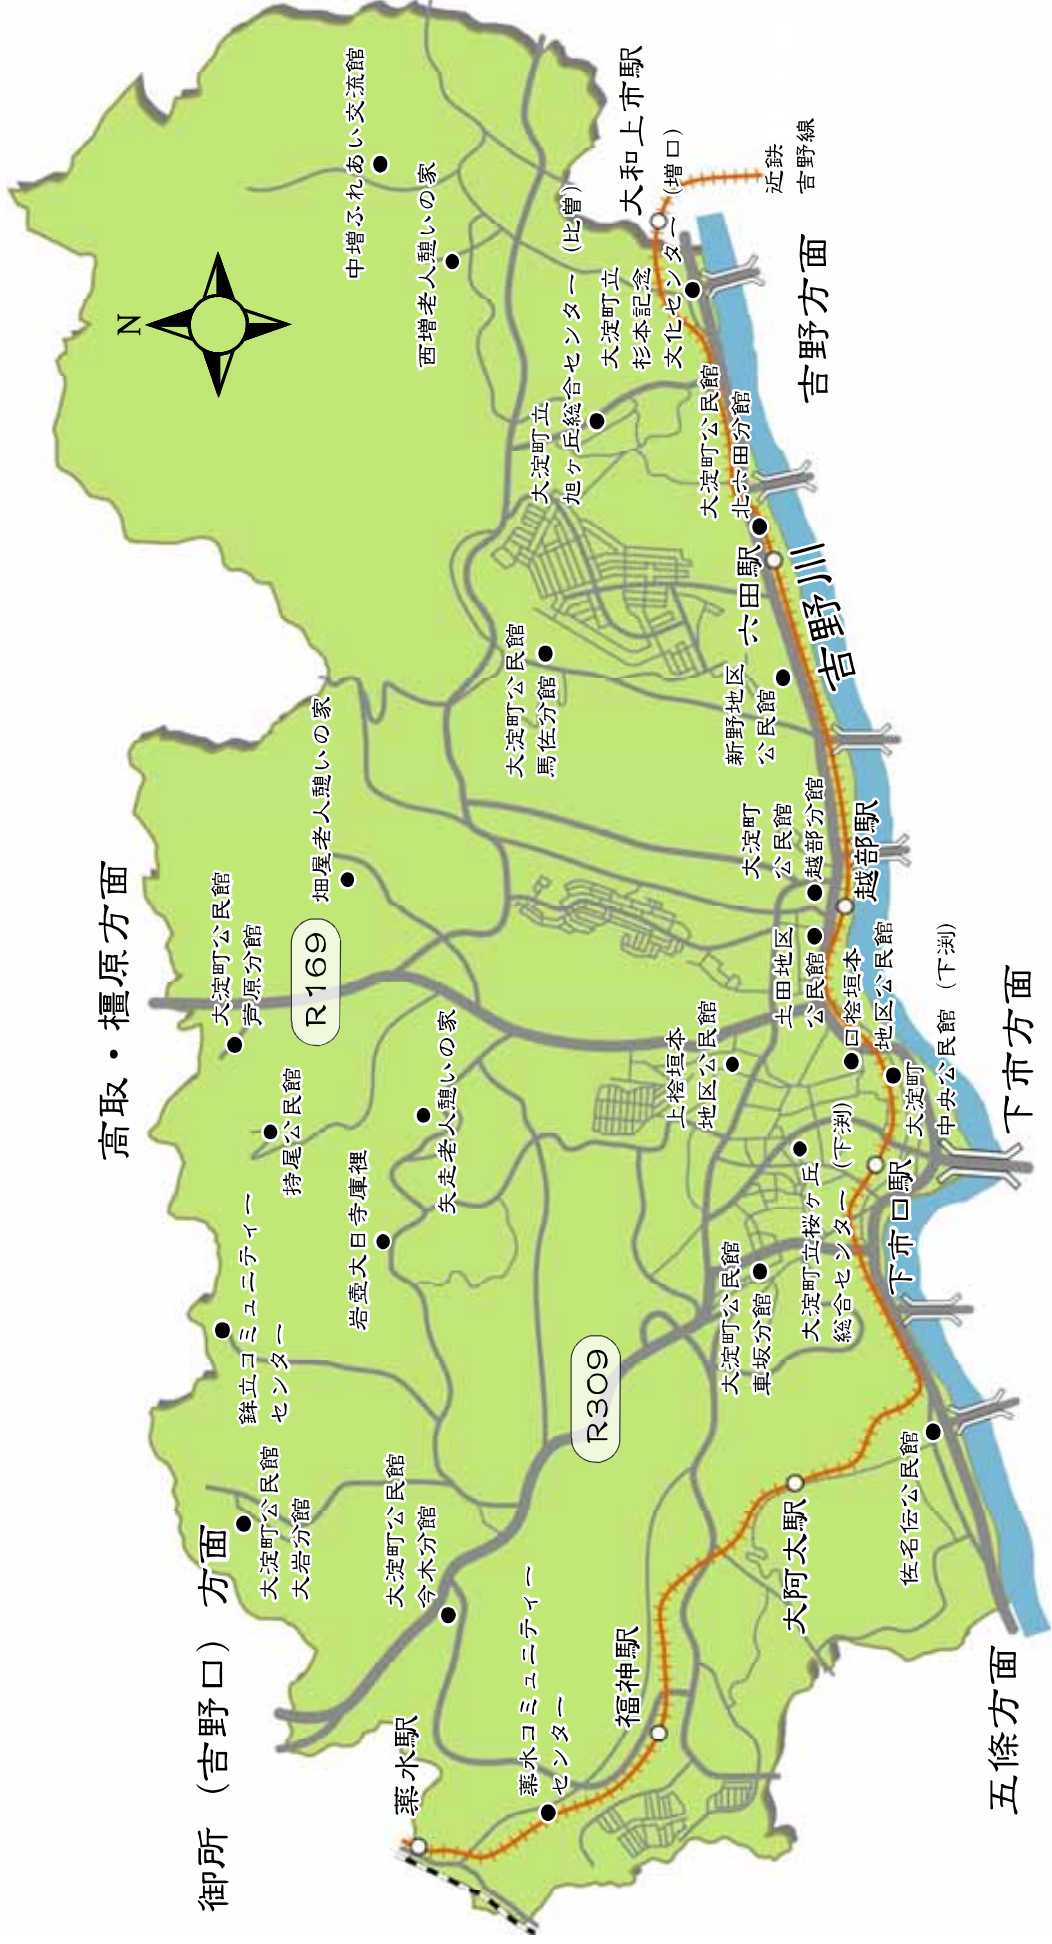 N
高取・橿原方面
御所（吉野口）方面
中増ふれあい交流館
西増老人憩いの家
大淀町立
旭ヶ丘総合センター（比曽）
大淀町立
杉本記念
文化センター（増口）
大和上市駅
近鉄
吉野線
吉野方面
大淀町公民館
北六田分館
六田駅
吉野川
大淀町公民館
馬佐分館
新野地区
公民館
畑屋老人憩いの家
大淀町
公民館
越部分館
越部駅
大淀町公民館
芦原分館
R169
土田地区
公民館
口桧垣本
地区公民館
上桧垣本
地区公民館
大淀町
中央公民館（下渕）
下市方面
持尾公民館
矢走老人憩いの家
岩壺大日寺庫裡
大淀町立桜ヶ丘
総合センター（下渕）
下市口駅
大淀町公民館
車坂分館
鉾立コミュニティー
センター
R309
大淀町公民館
大岩分館
大淀町公民館
今木分館
佐名伝公民館
大阿太駅
福神駅
薬水コミュニティー
センター
薬水駅
五條方面